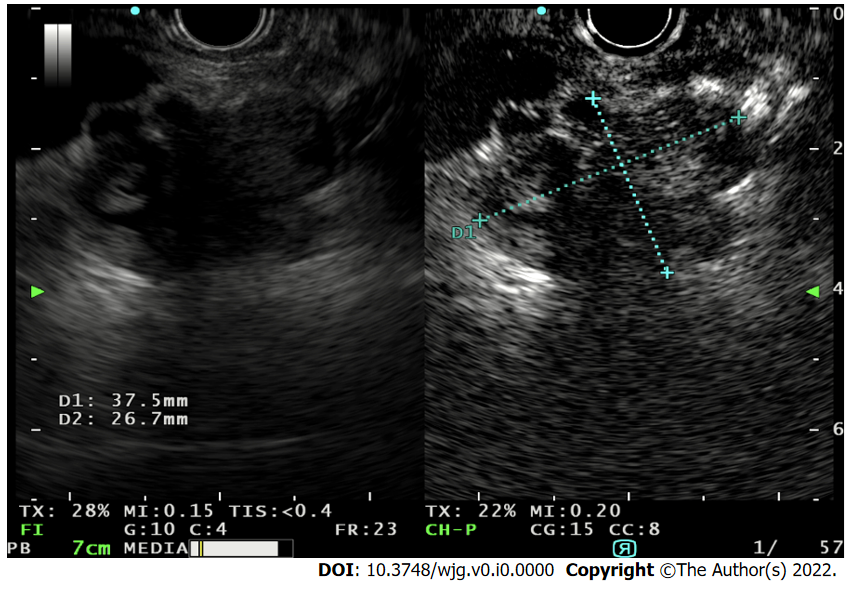 0
2
D1
4
D1: 37.5mm
D2: 26.7mm
6
TX: 28% MI:0.15 TIS:<0.4 TX: 22% MI:0.20
FI G:10 C:4 FR:23 CH-P CG:15 CC:8
PB 7cm MEDIA Я 1/ 57
DOI: 10.3748/wjg.v0.i0.0000 Copyright ©The Author(s) 2022.